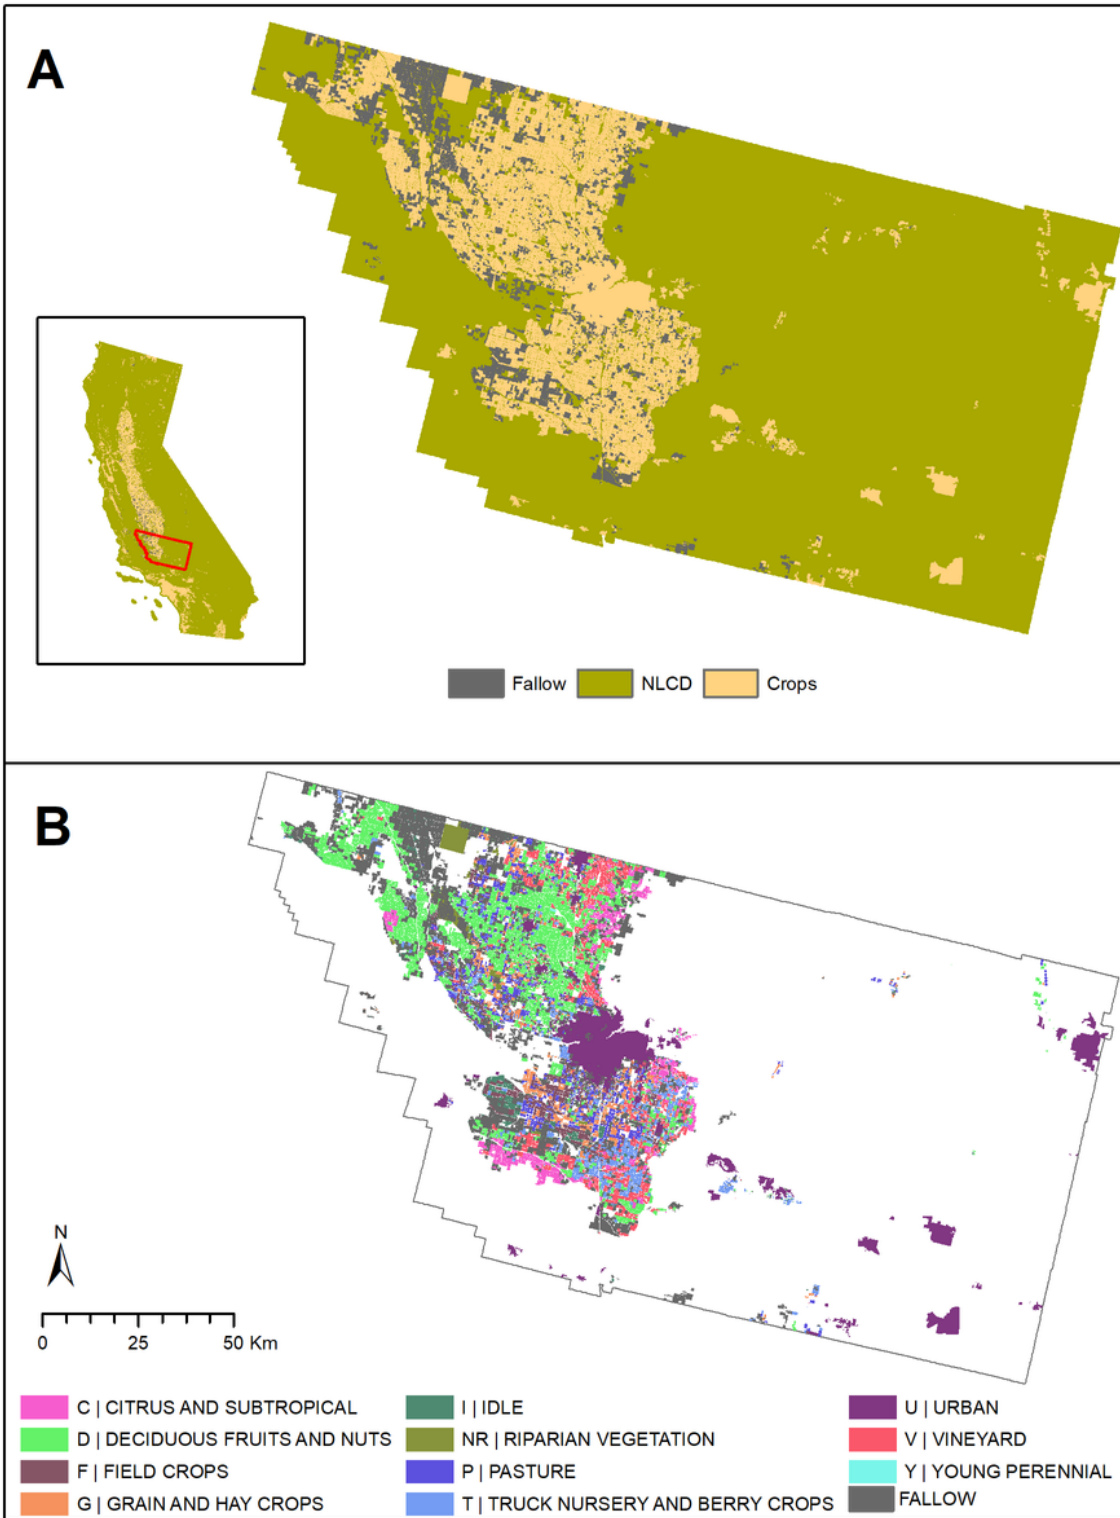 A
Fallow NLCD Crops
B
N
0 25 50 Km
C | CITRUS AND SUBTROPICAL I | IDLE U | URBAN
D | DECIDUOUS FRUITS AND NUTS NR | RIPARIAN VEGETATION V | VINEYARD
F | FIELD CROPS P | PASTURE Y | YOUNG PERENNIAL
G | GRAIN AND HAY CROPS T | TRUCK NURSERY AND BERRY CROPS FALLOW